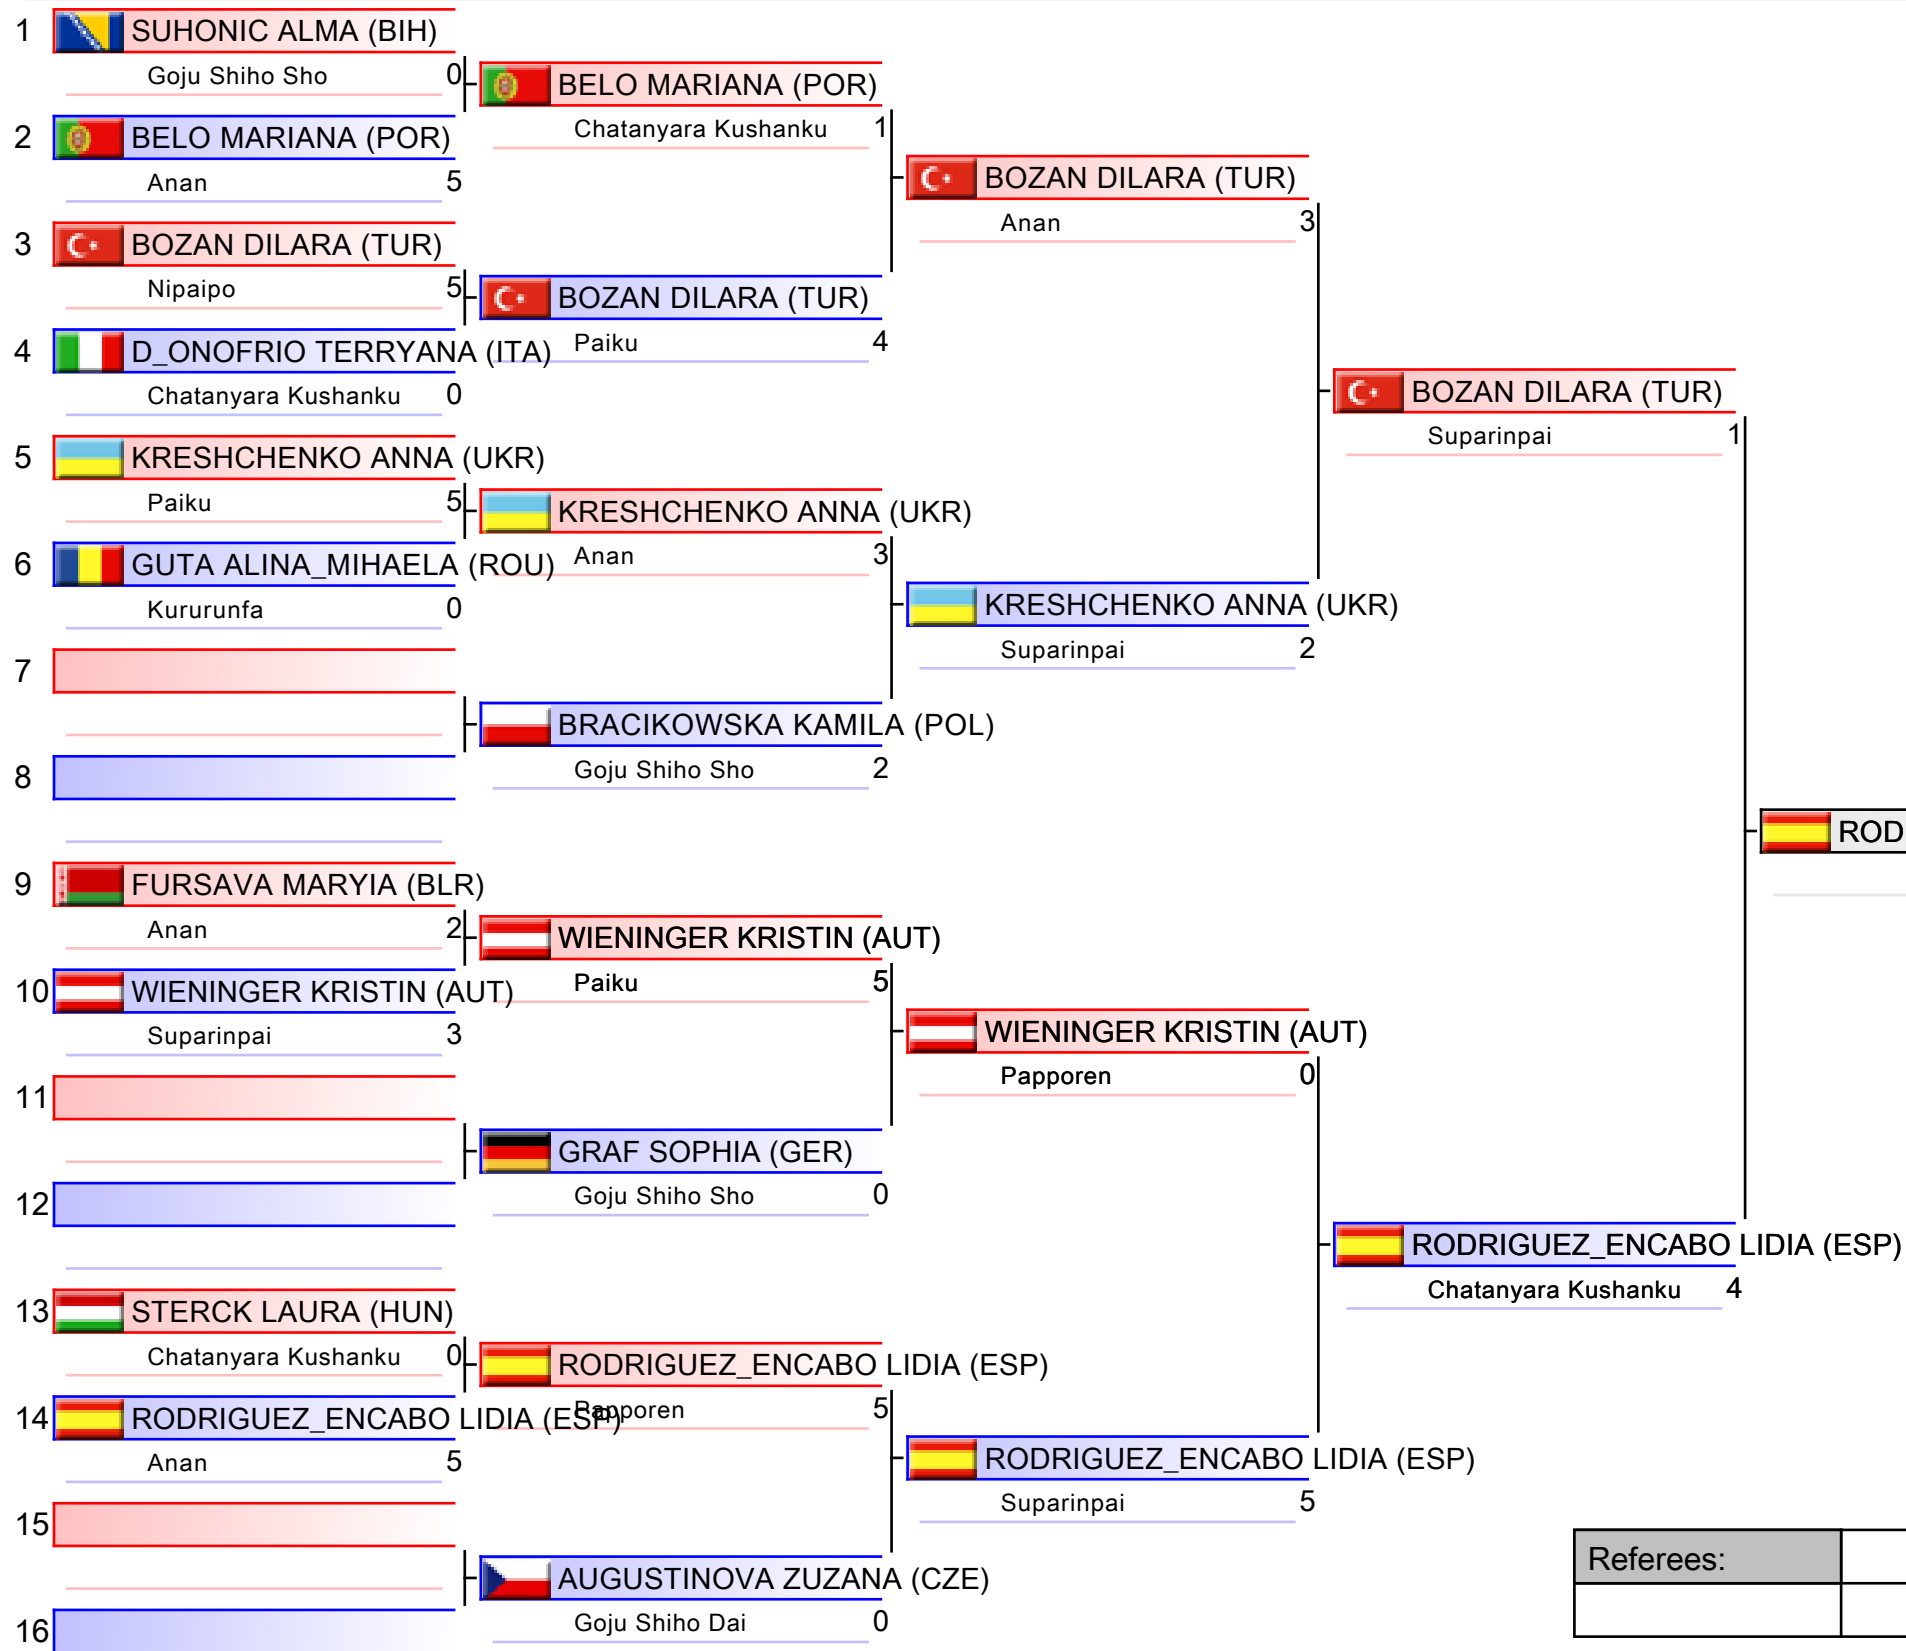 1 SUHONIC ALMA (BIH)
Goju Shiho Sho 0
BELO MARIANA (POR)
Chatanyara Kushanku 1
2 BELO MARIANA (POR)
Anan 5
BOZAN DILARA (TUR)
Anan 3
3 BOZAN DILARA (TUR)
Nipaipo 5
BOZAN DILARA (TUR)
Paiku 4
4 D_ONOFRIO TERRYANA (ITA)
Chatanyara Kushanku 0
BOZAN DILARA (TUR)
Suparinpai 1
5 KRESHCHENKO ANNA (UKR)
Paiku 5
KRESHCHENKO ANNA (UKR)
Anan 3
6 GUTA ALINA_MIHAELA (ROU)
Kururunfa 0
KRESHCHENKO ANNA (UKR)
Suparinpai 2
7
BRACIKOWSKA KAMILA (POL)
Goju Shiho Sho 2
8
ROD
9 FURSAVA MARYIA (BLR)
Anan 2
WIENINGER KRISTIN (AUT)
Paiku 5
10 WIENINGER KRISTIN (AUT)
Suparinpai 3
WIENINGER KRISTIN (AUT)
Papporen 0
11
GRAF SOPHIA (GER)
Goju Shiho Sho 0
12
RODRIGUEZ_ENCABO LIDIA (ESP)
Chatanyara Kushanku 4
13 STERCK LAURA (HUN)
Chatanyara Kushanku 0
RODRIGUEZ_ENCABO LIDIA (ESP)
Papporen 5
14 RODRIGUEZ_ENCABO LIDIA (ESP)
Anan 5
RODRIGUEZ_ENCABO LIDIA (ESP)
Suparinpai 5
15
AUGUSTINOVA ZUZANA (CZE)
Goju Shiho Dai 0
16
Referees: